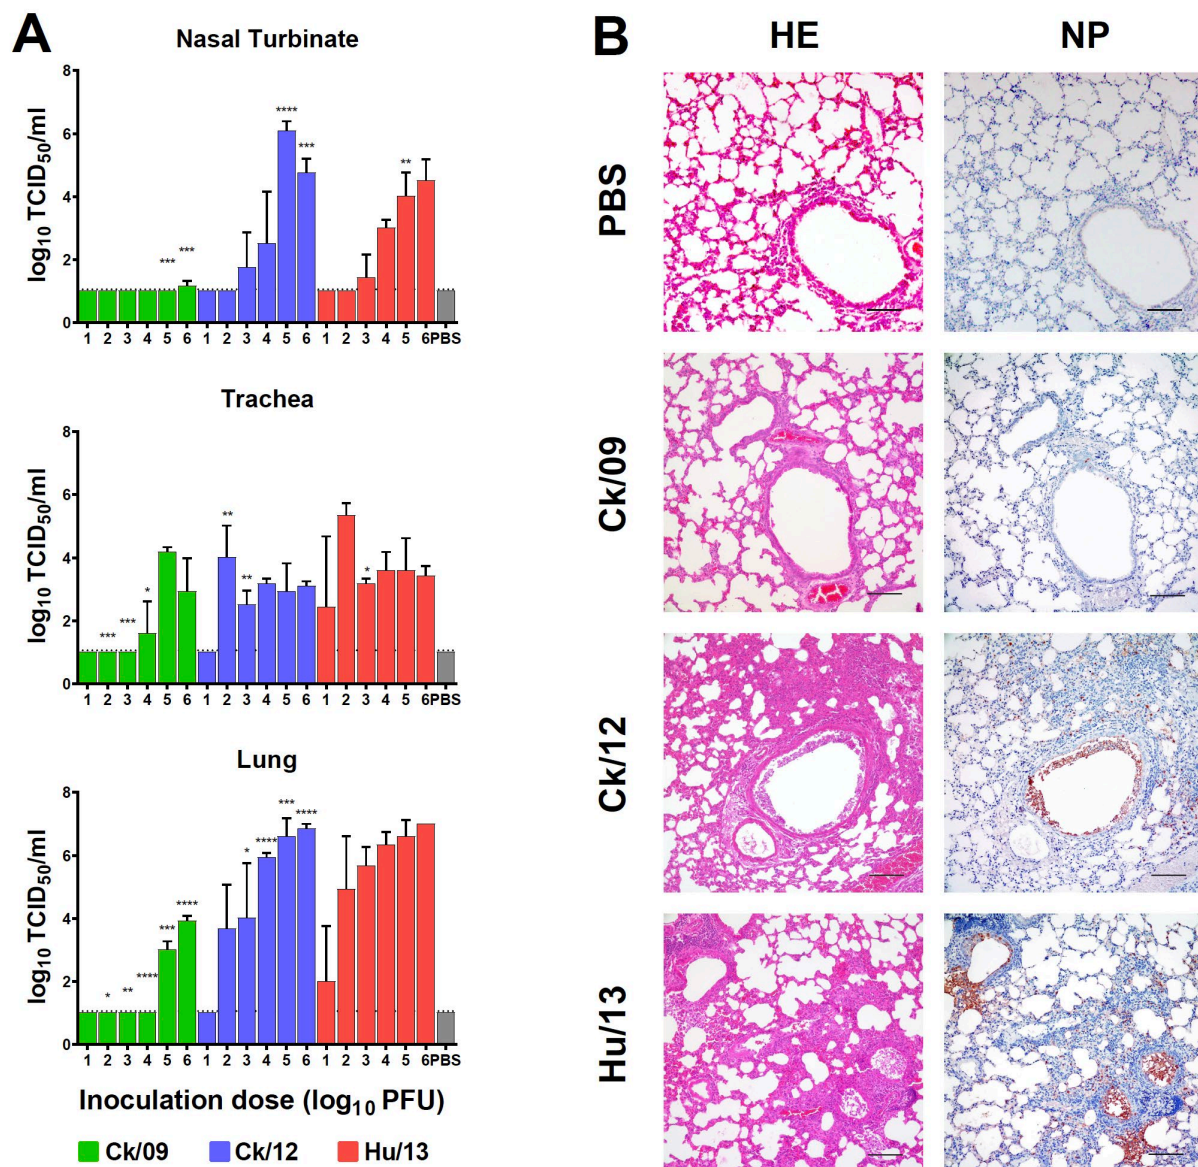 A
Nasal Turbinate
log10 TCID50/ml
8
6
4
2
0
*** *** **** *** **
1 2 3 4 5 6 1 2 3 4 5 6 1 2 3 4 5 6 PBS
Trachea
log10 TCID50/ml
8
6
4
2
0
*** *** * ** ** *
1 2 3 4 5 6 1 2 3 4 5 6 1 2 3 4 5 6 PBS
Lung
log10 TCID50/ml
8
6
4
2
0
* ** **** *** **** * **** *** ****
1 2 3 4 5 6 1 2 3 4 5 6 1 2 3 4 5 6 PBS
Inoculation dose (log10 PFU)
Ck/09 Ck/12 Hu/13
B
HE NP
PBS
Ck/09
Ck/12
Hu/13